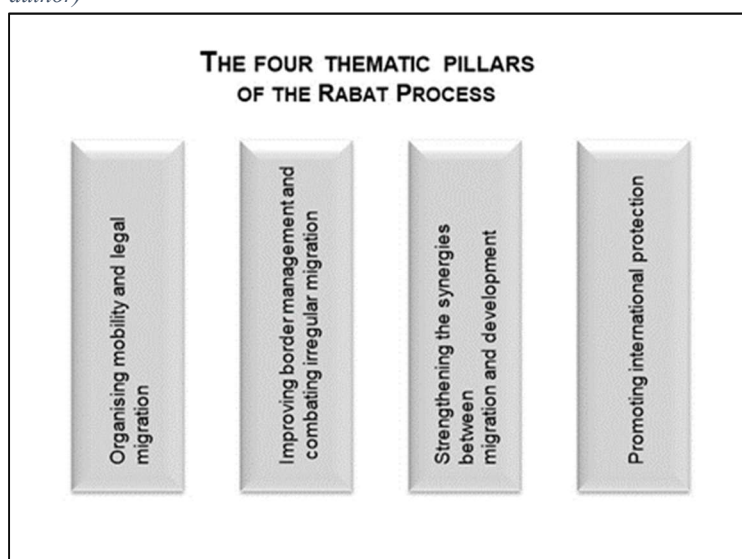 author)
THE FOUR THEMATIC PILLARS
OF THE RABAT PROCESS
Organising mobility and legal
migration
Improving border management and
combating irregular migration
Strengthening the synergies
between
migration and development
Promoting international protection